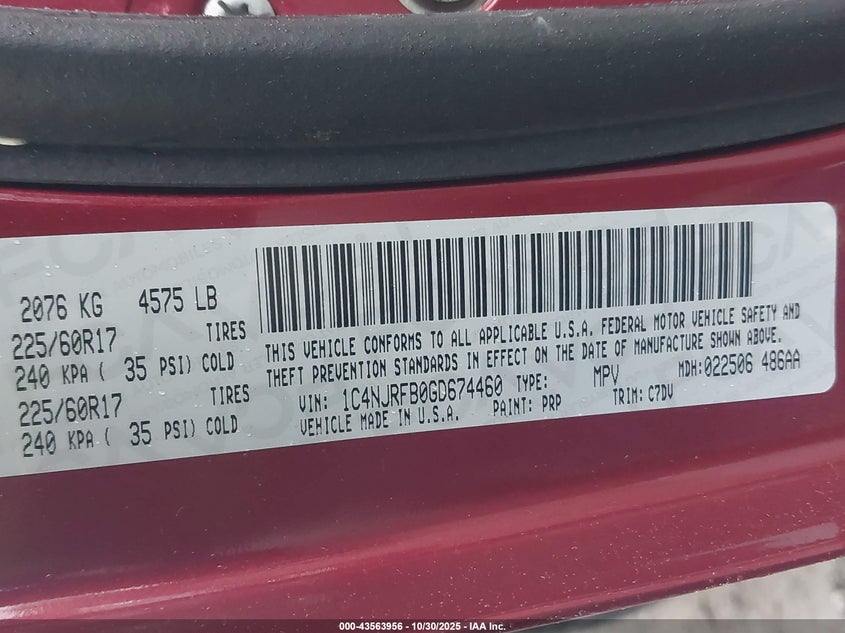 2076 KG 4575 LB
225/60R17 TIRES
240 KPA ( 35 PSI) COLD
225/60R17 TIRES
240 KPA ( 35 PSI) COLD
THIS VEHICLE CONFORMS TO ALL APPLICABLE U.S.A. FEDERAL MOTOR VEHICLE SAFETY AND
THEFT PREVENTION STANDARDS IN EFFECT ON THE DATE OF MANUFACTURE SHOWN ABOVE.
VIN: 1C4NJRFB0GD674460 TYPE: MPV MDH:022506 486AA
VEHICLE MADE IN U.S.A. PAINT: PRP TRIM: C7DV
000-43563956 - 10/30/2025 - IAA Inc.